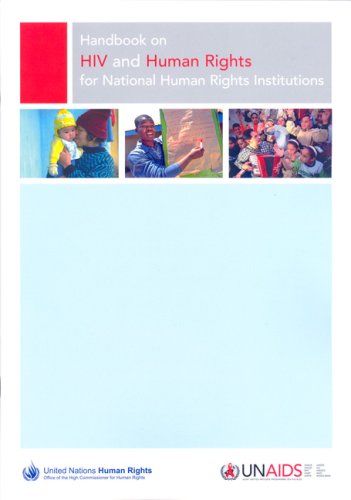 Handbook on
HIV and Human Rights
for National Human Rights Institutions
United Nations Human Rights
Office of the High Commissioner for Human Rights
UNAIDS